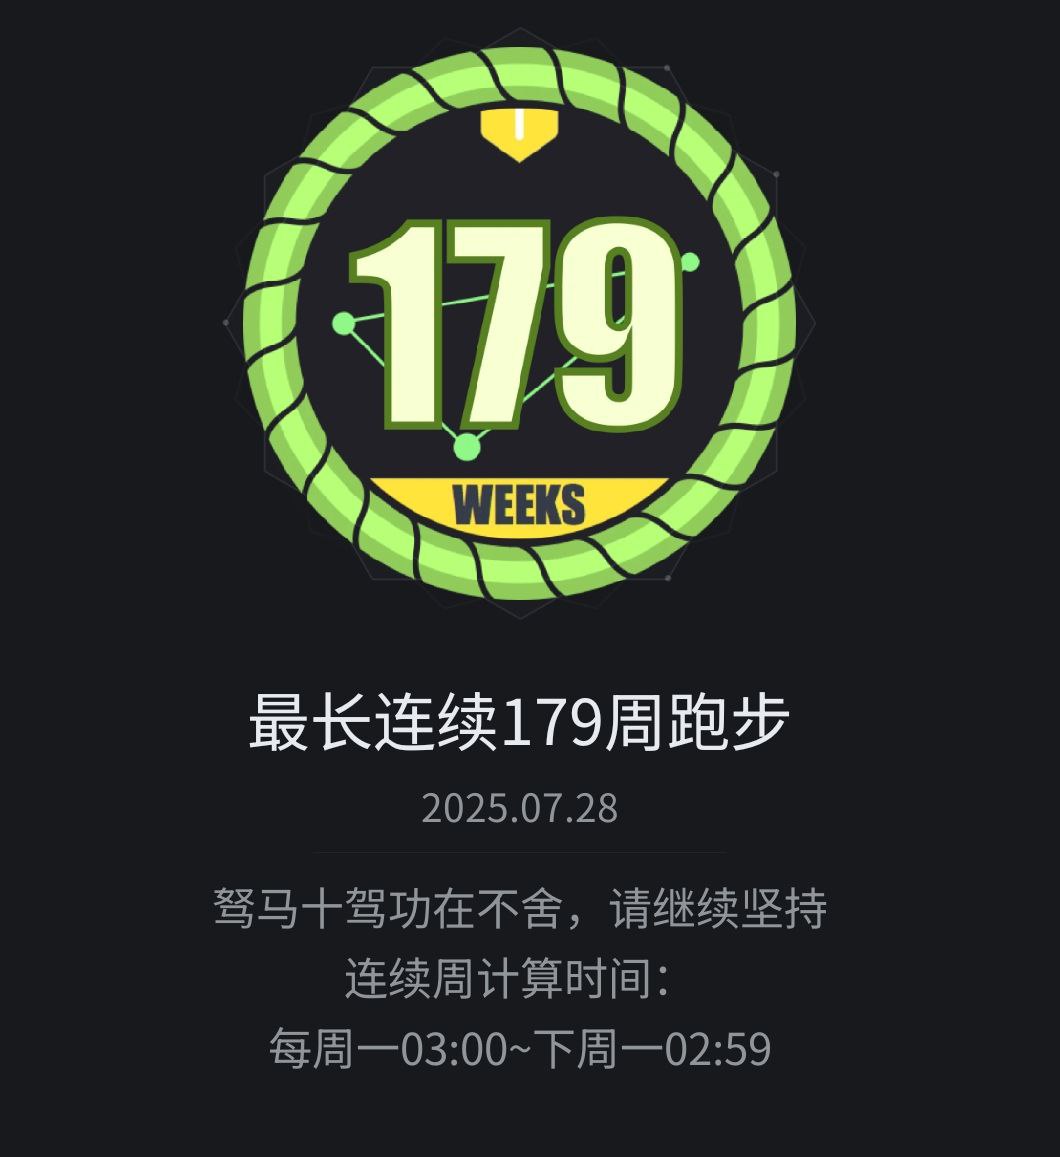 179
WEEKS
最长连续179周跑步
2025.07.28
驽马十驾功在不舍，请继续坚持
连续周计算时间：
每周一03:00~下周一02:59